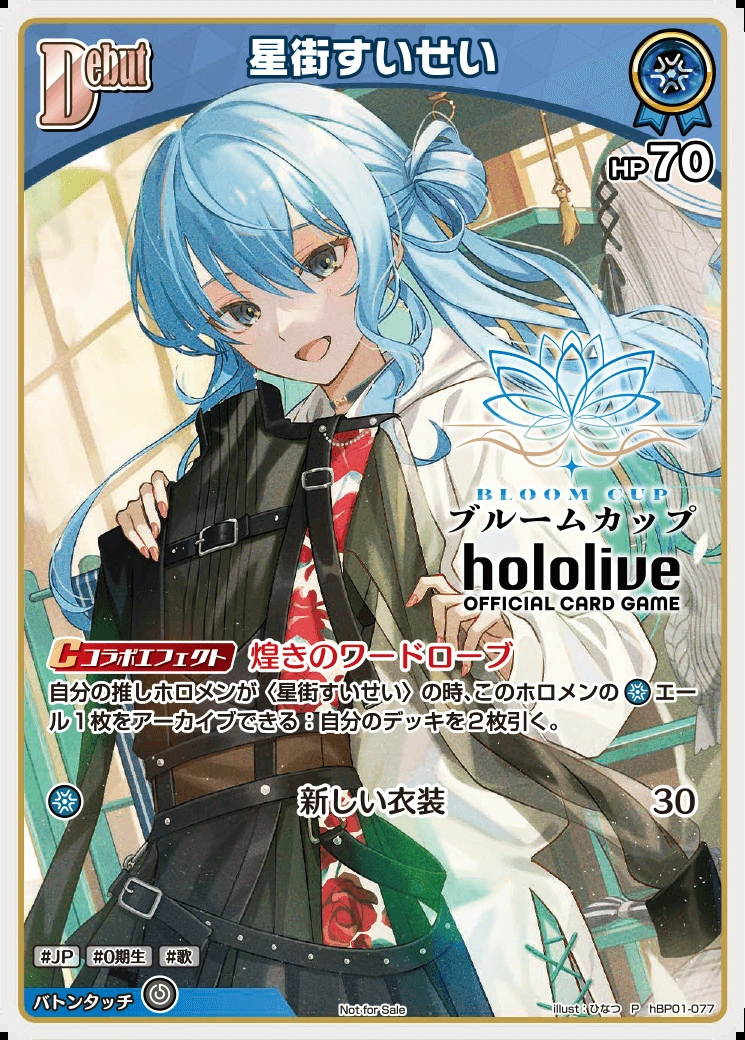 Debut
星街すいせい
HP70
BLOOM CUP
ブルームカップ
hololive
OFFICIAL CARD GAME
コラボエフェクト 煌きのワードローブ
自分の推しホロメンが〈星街すいせい〉の時、このホロメンの エー
ル1枚をアーカイブできる：自分のデッキを2枚引く。
新しい衣装 30
#JP #0期生 #歌
バトンタッチ
Not for Sale
illust：ひなつ P hBP01-077